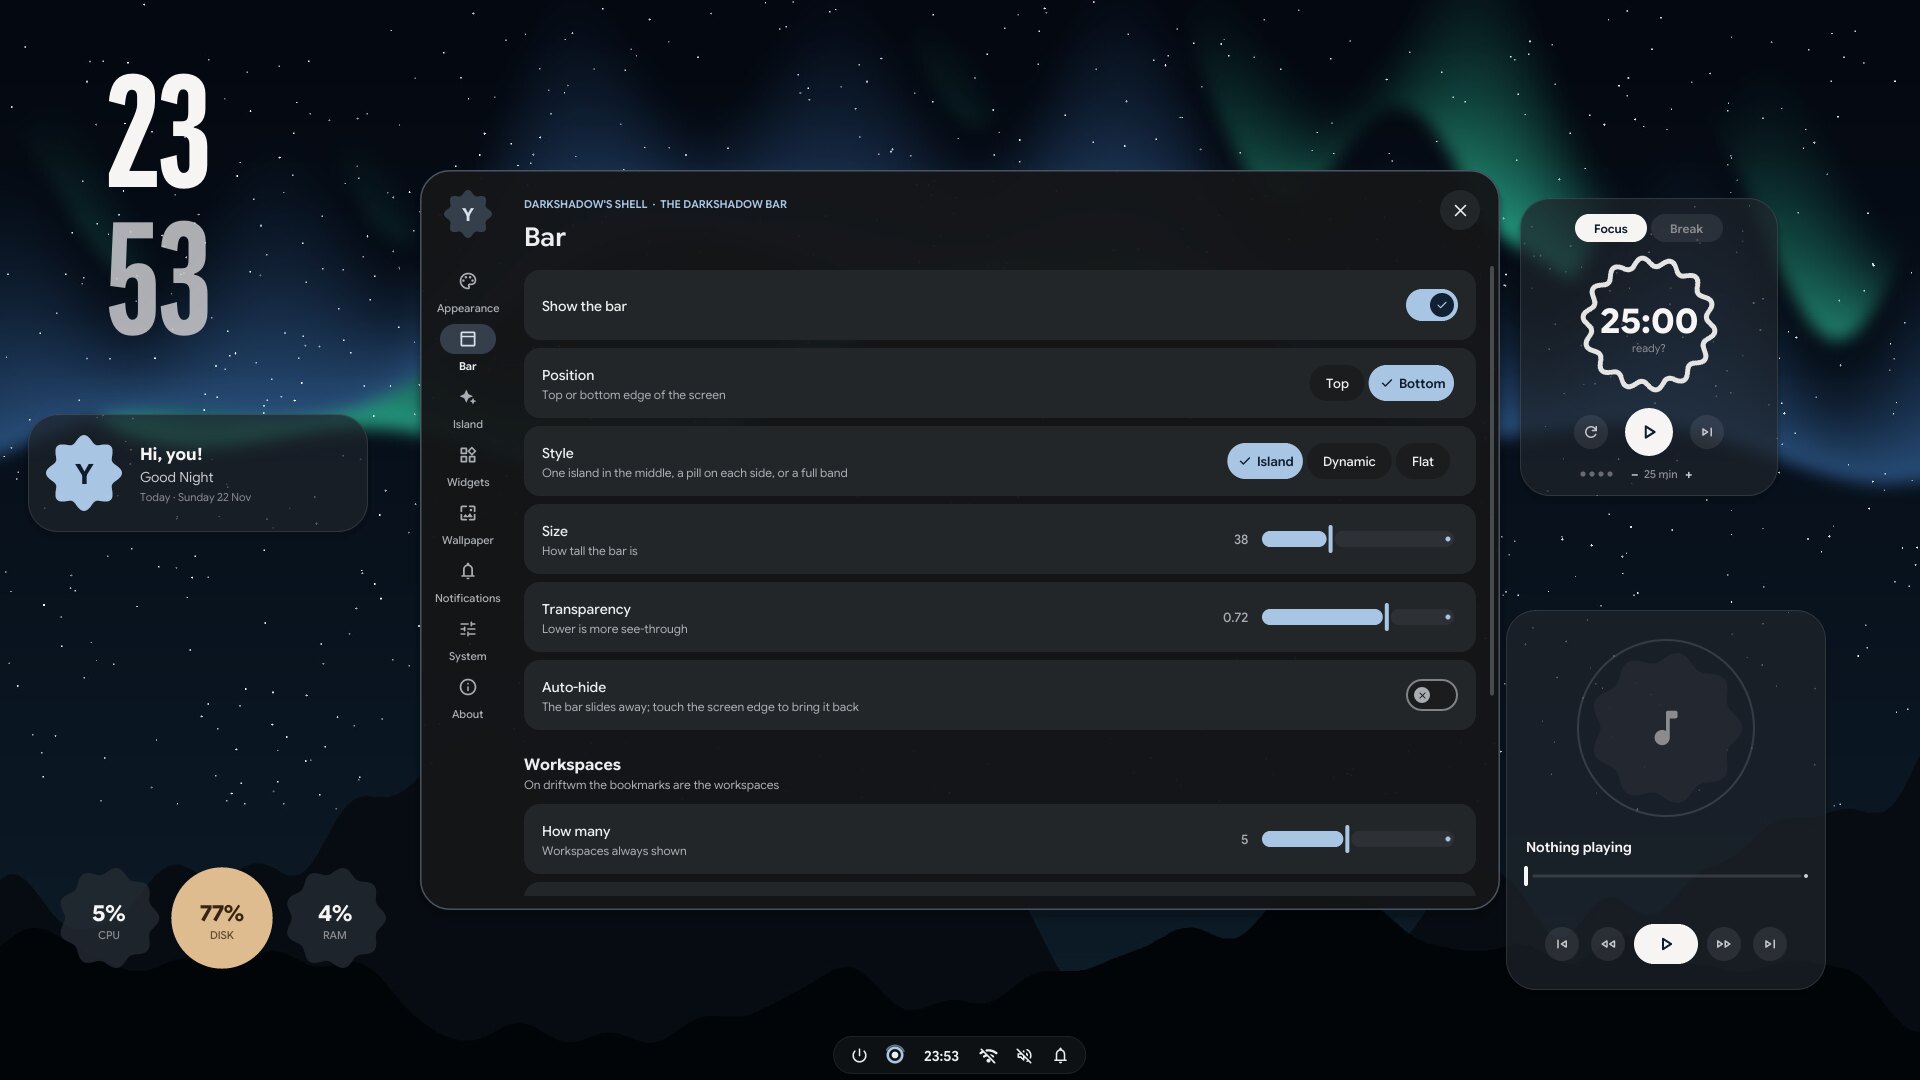 23
53
Y
Hi, you!
Good Night
Today · Sunday 22 Nov
5%
CPU
77%
DISK
4%
RAM
Y
Appearance
Bar
Island
Widgets
Wallpaper
Notifications
System
About
DARKSHADOW'S SHELL · THE DARKSHADOW BAR
Bar
Show the bar
Position
Top or bottom edge of the screen
Top
Bottom
Style
One island in the middle, a pill on each side, or a full band
Island
Dynamic
Flat
Size
How tall the bar is
38
Transparency
Lower is more see-through
0.72
Auto-hide
The bar slides away; touch the screen edge to bring it back
Workspaces
On driftwm the bookmarks are the workspaces
How many
Workspaces always shown
5
Focus
Break
25:00
ready?
− 25 min +
Nothing playing
23:53